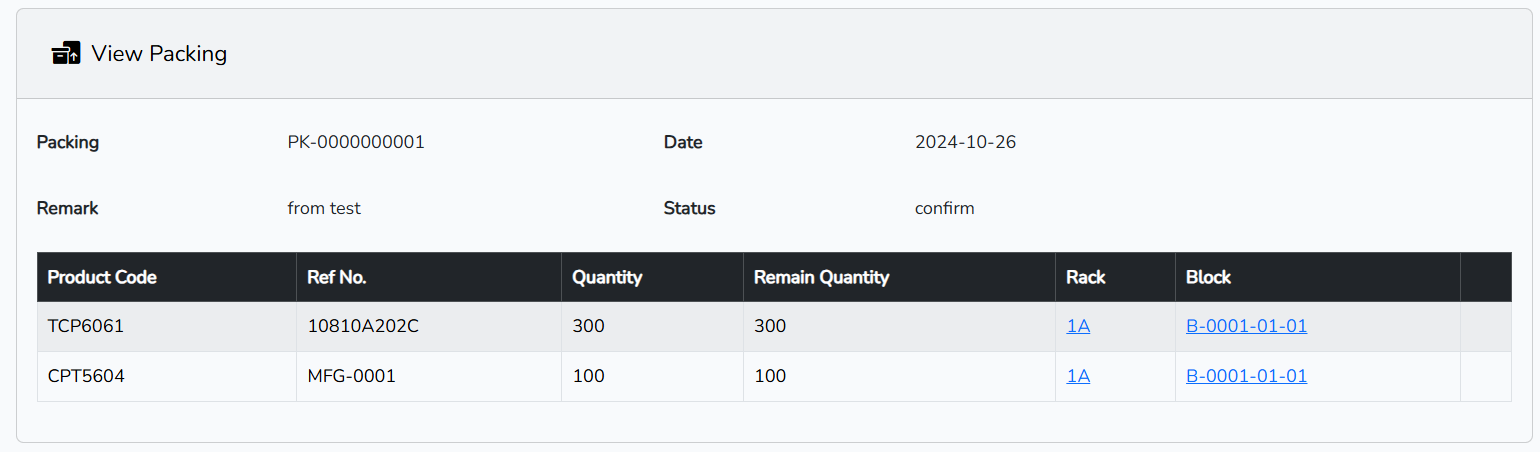 View Packing
Packing PK-0000000001 Date 2024-10-26
Remark from test Status confirm
Product Code Ref No. Quantity Remain Quantity Rack Block
TCP6061 10810A202C 300 300 1A B-0001-01-01
CPT5604 MFG-0001 100 100 1A B-0001-01-01